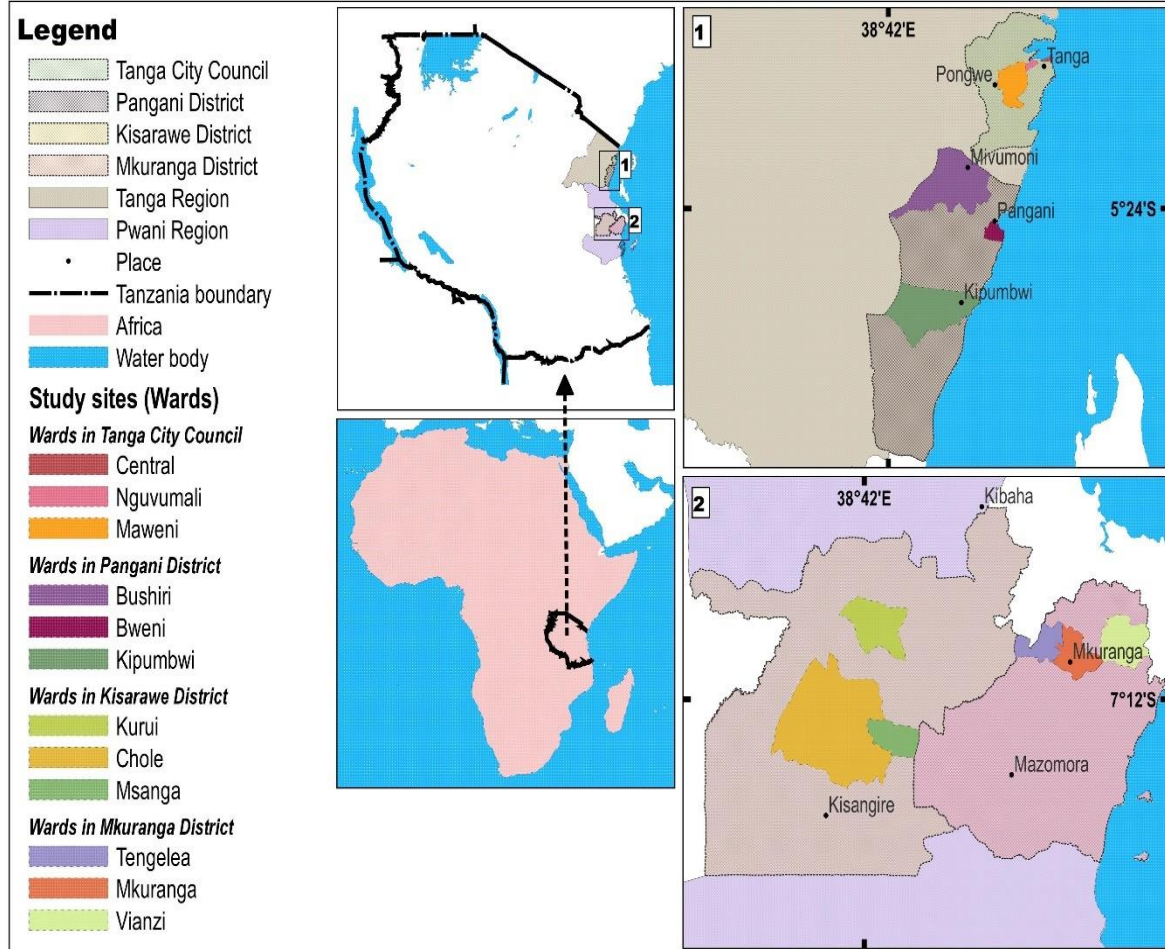 Legend
Tanga City Council
Pangani District
Kisarawe District
Mkuranga District
Tanga Region
Pwani Region
Place
Tanzania boundary
Africa
Water body
Study sites (Wards)
Wards in Tanga City Council
Central
Nguvumali
Maweni
Wards in Pangani District
Bushiri
Bweni
Kipumbwi
Wards in Kisarawe District
Kurui
Chole
Msanga
Wards in Mkuranga District
Tengelea
Mkuranga
Vianzi
1
2
1
38°42'E
Tanga
Pongwe
Mivumoni
Pangani
5°24'S
Kipumbwi
2
38°42'E
Kibaha
Mkuranga
7°12'S
Mazomora
Kisangire